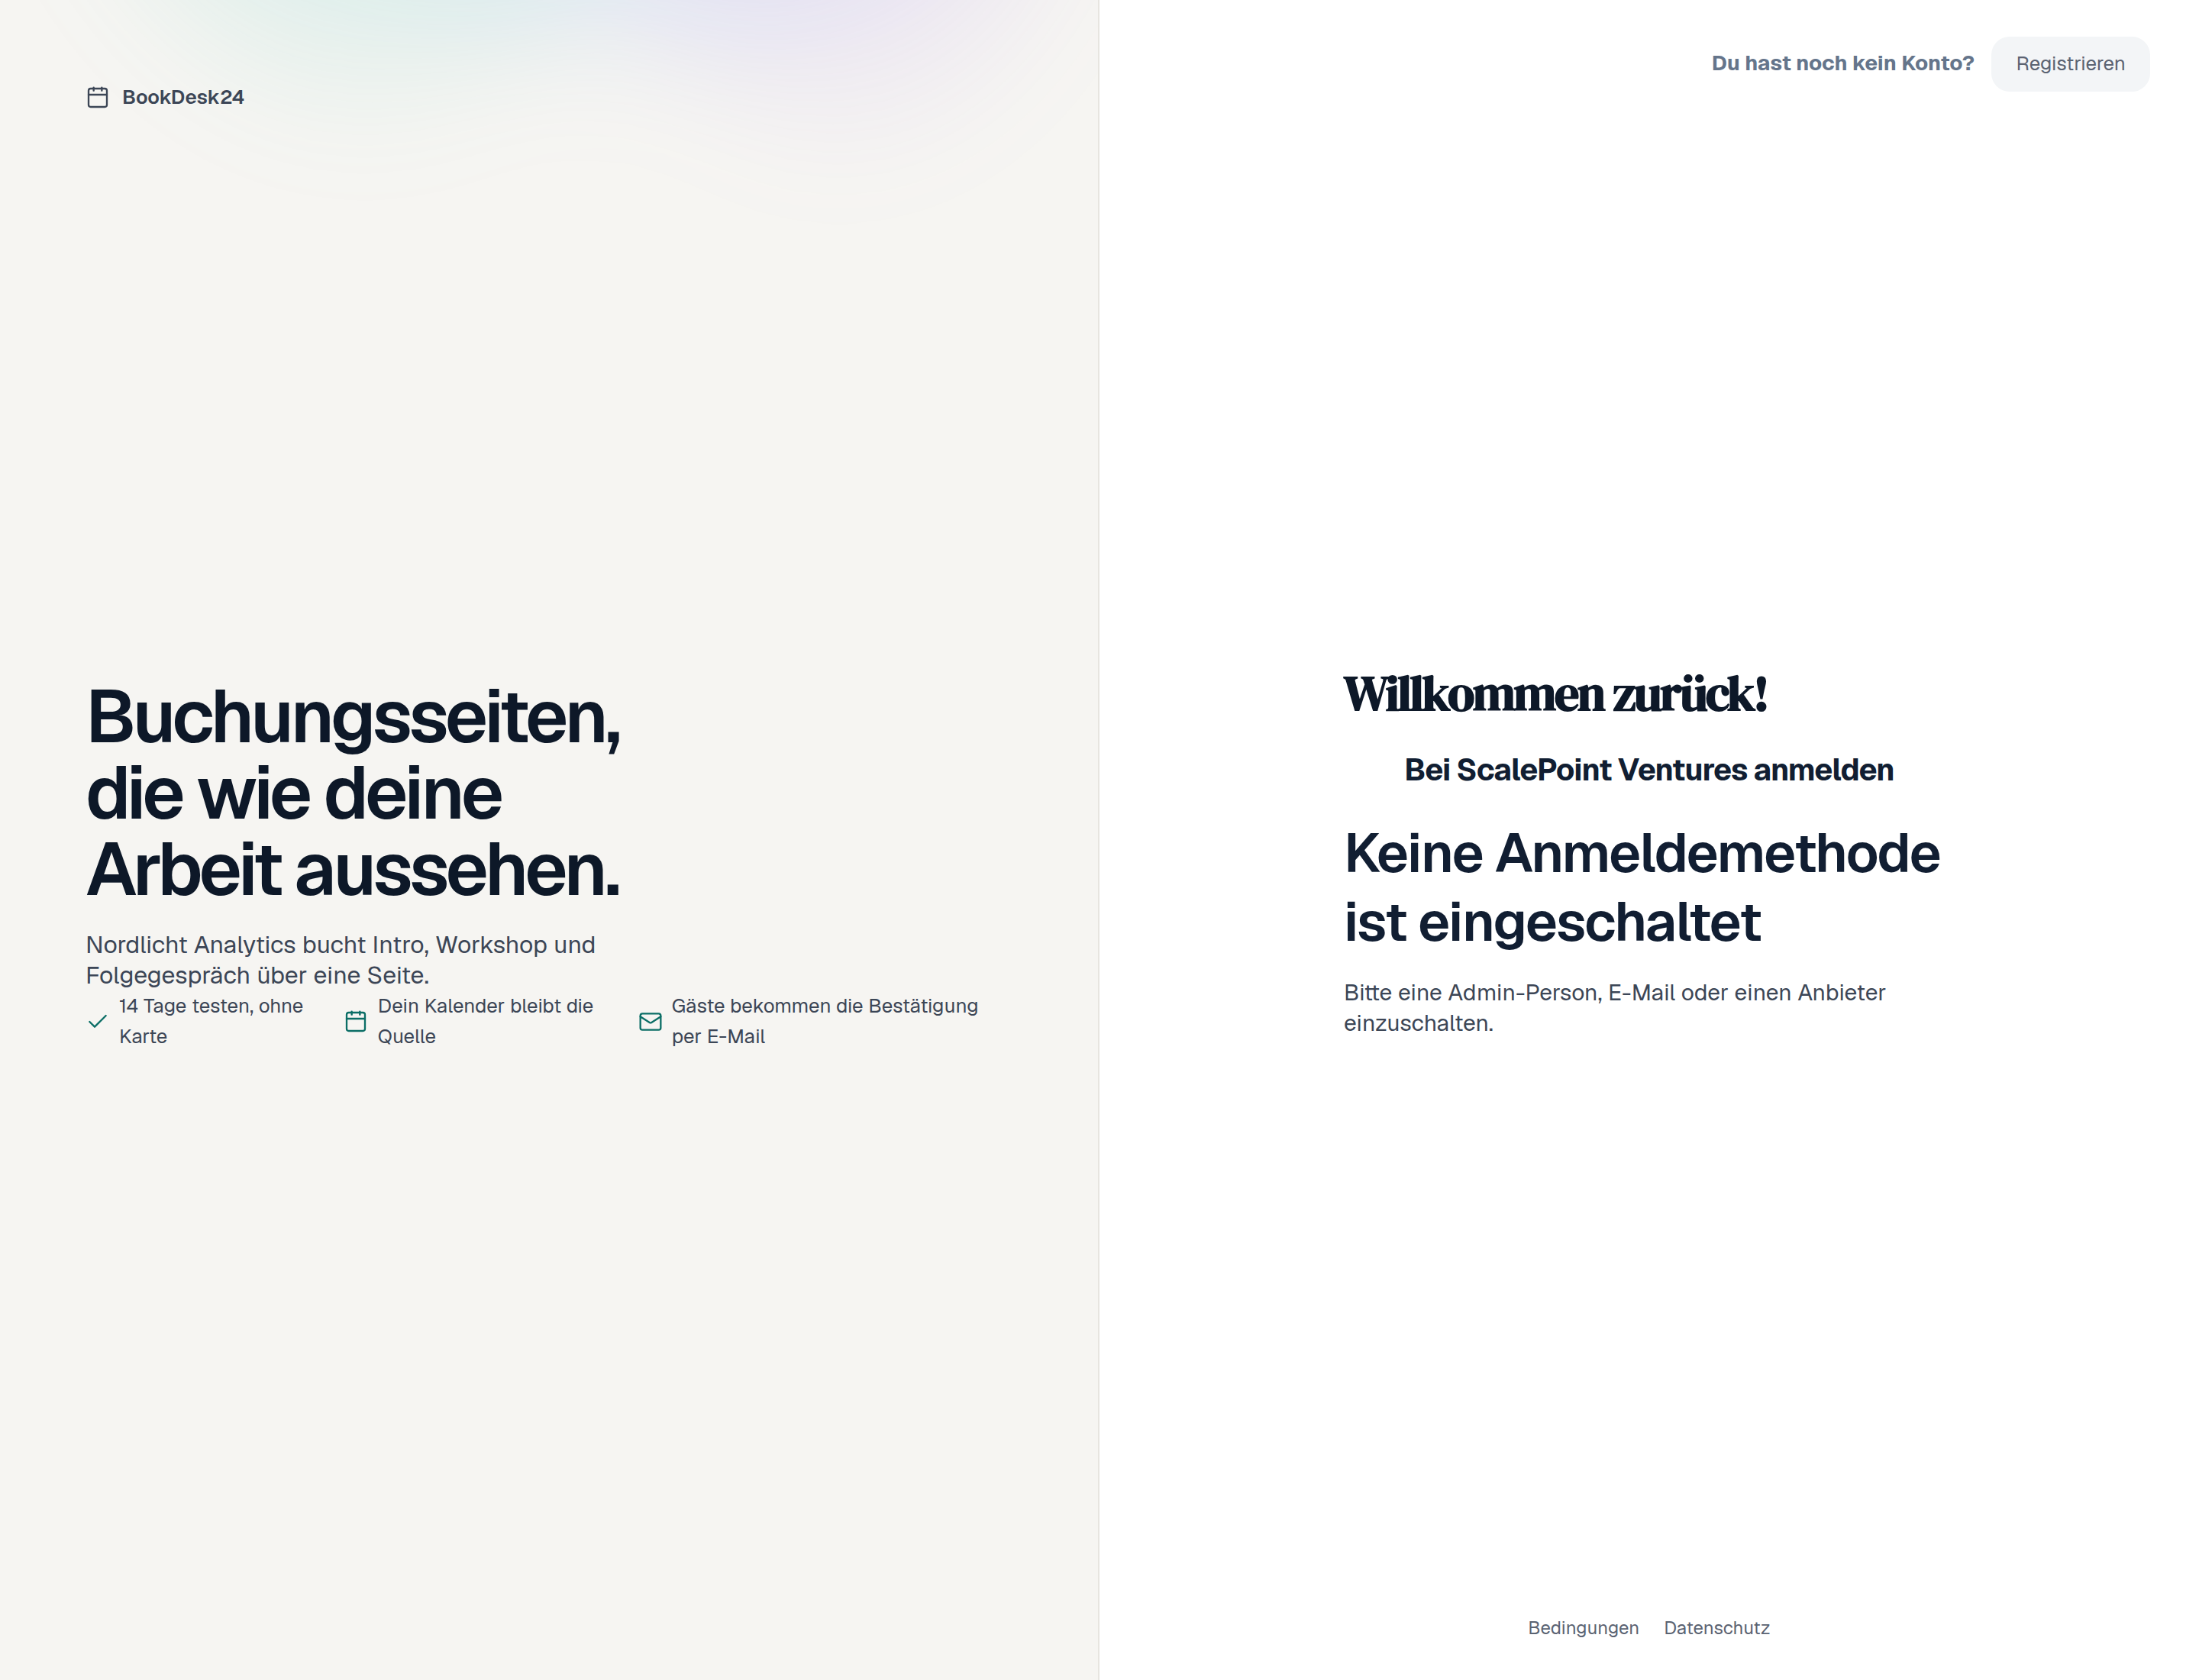 BookDesk24
Buchungsseiten,
die wie deine
Arbeit aussehen.
Nordlicht Analytics bucht Intro, Workshop und
Folgegespräch über eine Seite.
14 Tage testen, ohne
Karte
Dein Kalender bleibt die
Quelle
Gäste bekommen die Bestätigung
per E-Mail
Du hast noch kein Konto?
Registrieren
Willkommen zurück!
Bei ScalePoint Ventures anmelden
Keine Anmeldemethode
ist eingeschaltet
Bitte eine Admin-Person, E-Mail oder einen Anbieter
einzuschalten.
Bedingungen
Datenschutz